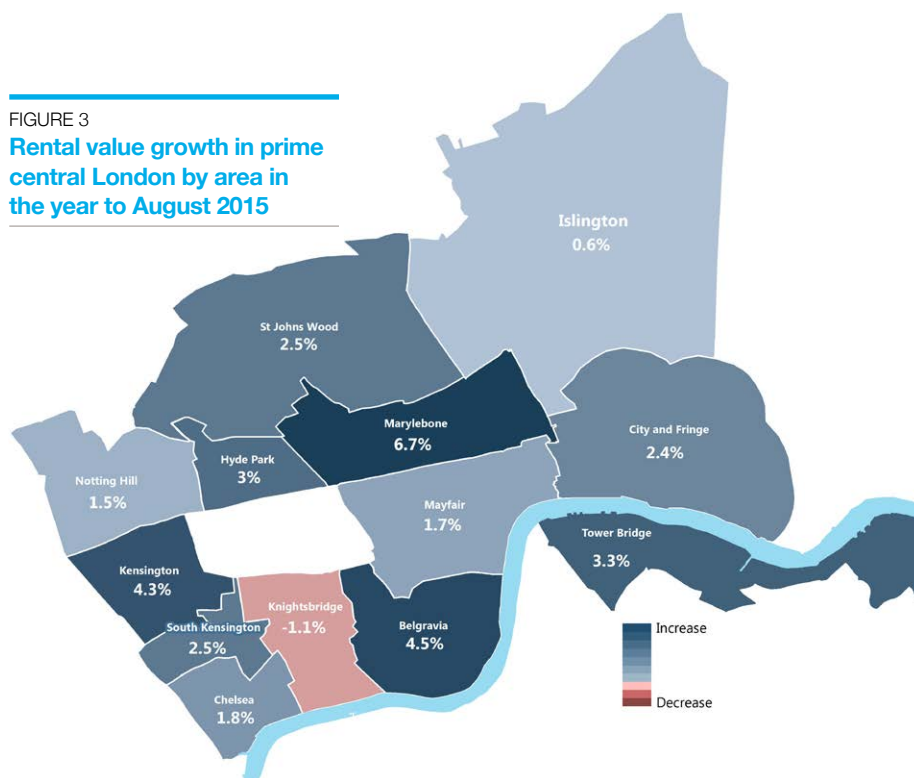 FIGURE 3
Rental value growth in prime
central London by area in
the year to August 2015
Islington
0.6%
St Johns Wood
2.5%
Marylebone
6.7%
City and Fringe
2.4%
Hyde Park
3%
Notting Hill
1.5%
Mayfair
1.7%
Tower Bridge
3.3%
Kensington
4.3%
Knightsbridge
-1.1%
Belgravia
4.5%
South Kensington
2.5%
Chelsea
1.8%
Increase
Decrease